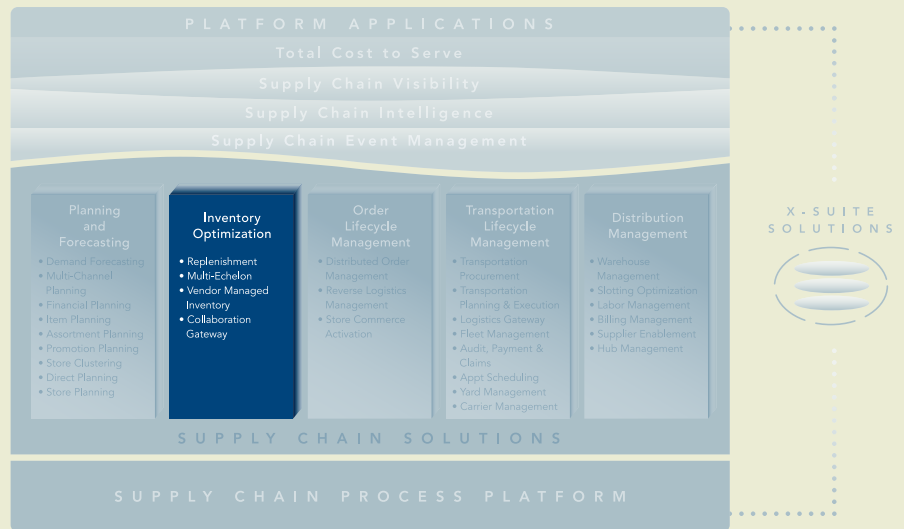 PLATFORM APPLICATIONS
Total Cost to Serve
Supply Chain Visibility
Supply Chain Intelligence
Supply Chain Event Management
Planning
and
Forecasting
• Demand Forecasting
• Multi-Channel
Planning
• Financial Planning
• Item Planning
• Assortment Planning
• Promotion Planning
• Store Clustering
• Direct Planning
• Store Planning
Inventory
Optimization
• Replenishment
• Multi-Echelon
• Vendor Managed
Inventory
• Collaboration
Gateway
Order
Lifecycle
Management
• Distributed Order
Management
• Reverse Logistics
Management
• Store Commerce
Activation
Transportation
Lifecycle
Management
• Transportation
Procurement
• Transportation
Planning & Execution
• Logistics Gateway
• Fleet Management
• Audit, Payment &
Claims
• Appt Scheduling
• Yard Management
• Carrier Management
Distribution
Management
• Warehouse
Management
• Slotting Optimization
• Labor Management
• Billing Management
• Supplier Enablement
• Hub Management
X-SUITE
SOLUTIONS
SUPPLY CHAIN SOLUTIONS
SUPPLY CHAIN PROCESS PLATFORM